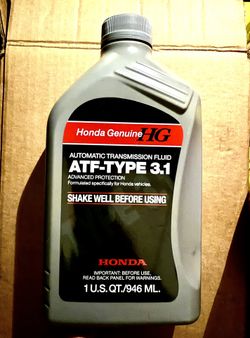 Honda Genuine HG
AUTOMATIC TRANSMISSION FLUID
ATF-TYPE 3.1
ADVANCED PROTECTION
Formulated specifically for Honda vehicles.
SHAKE WELL BEFORE USING
HONDA
IMPORTANT: BEFORE USE,
READ BACK PANEL FOR WARNINGS.
1 U.S. QT./946 ML.